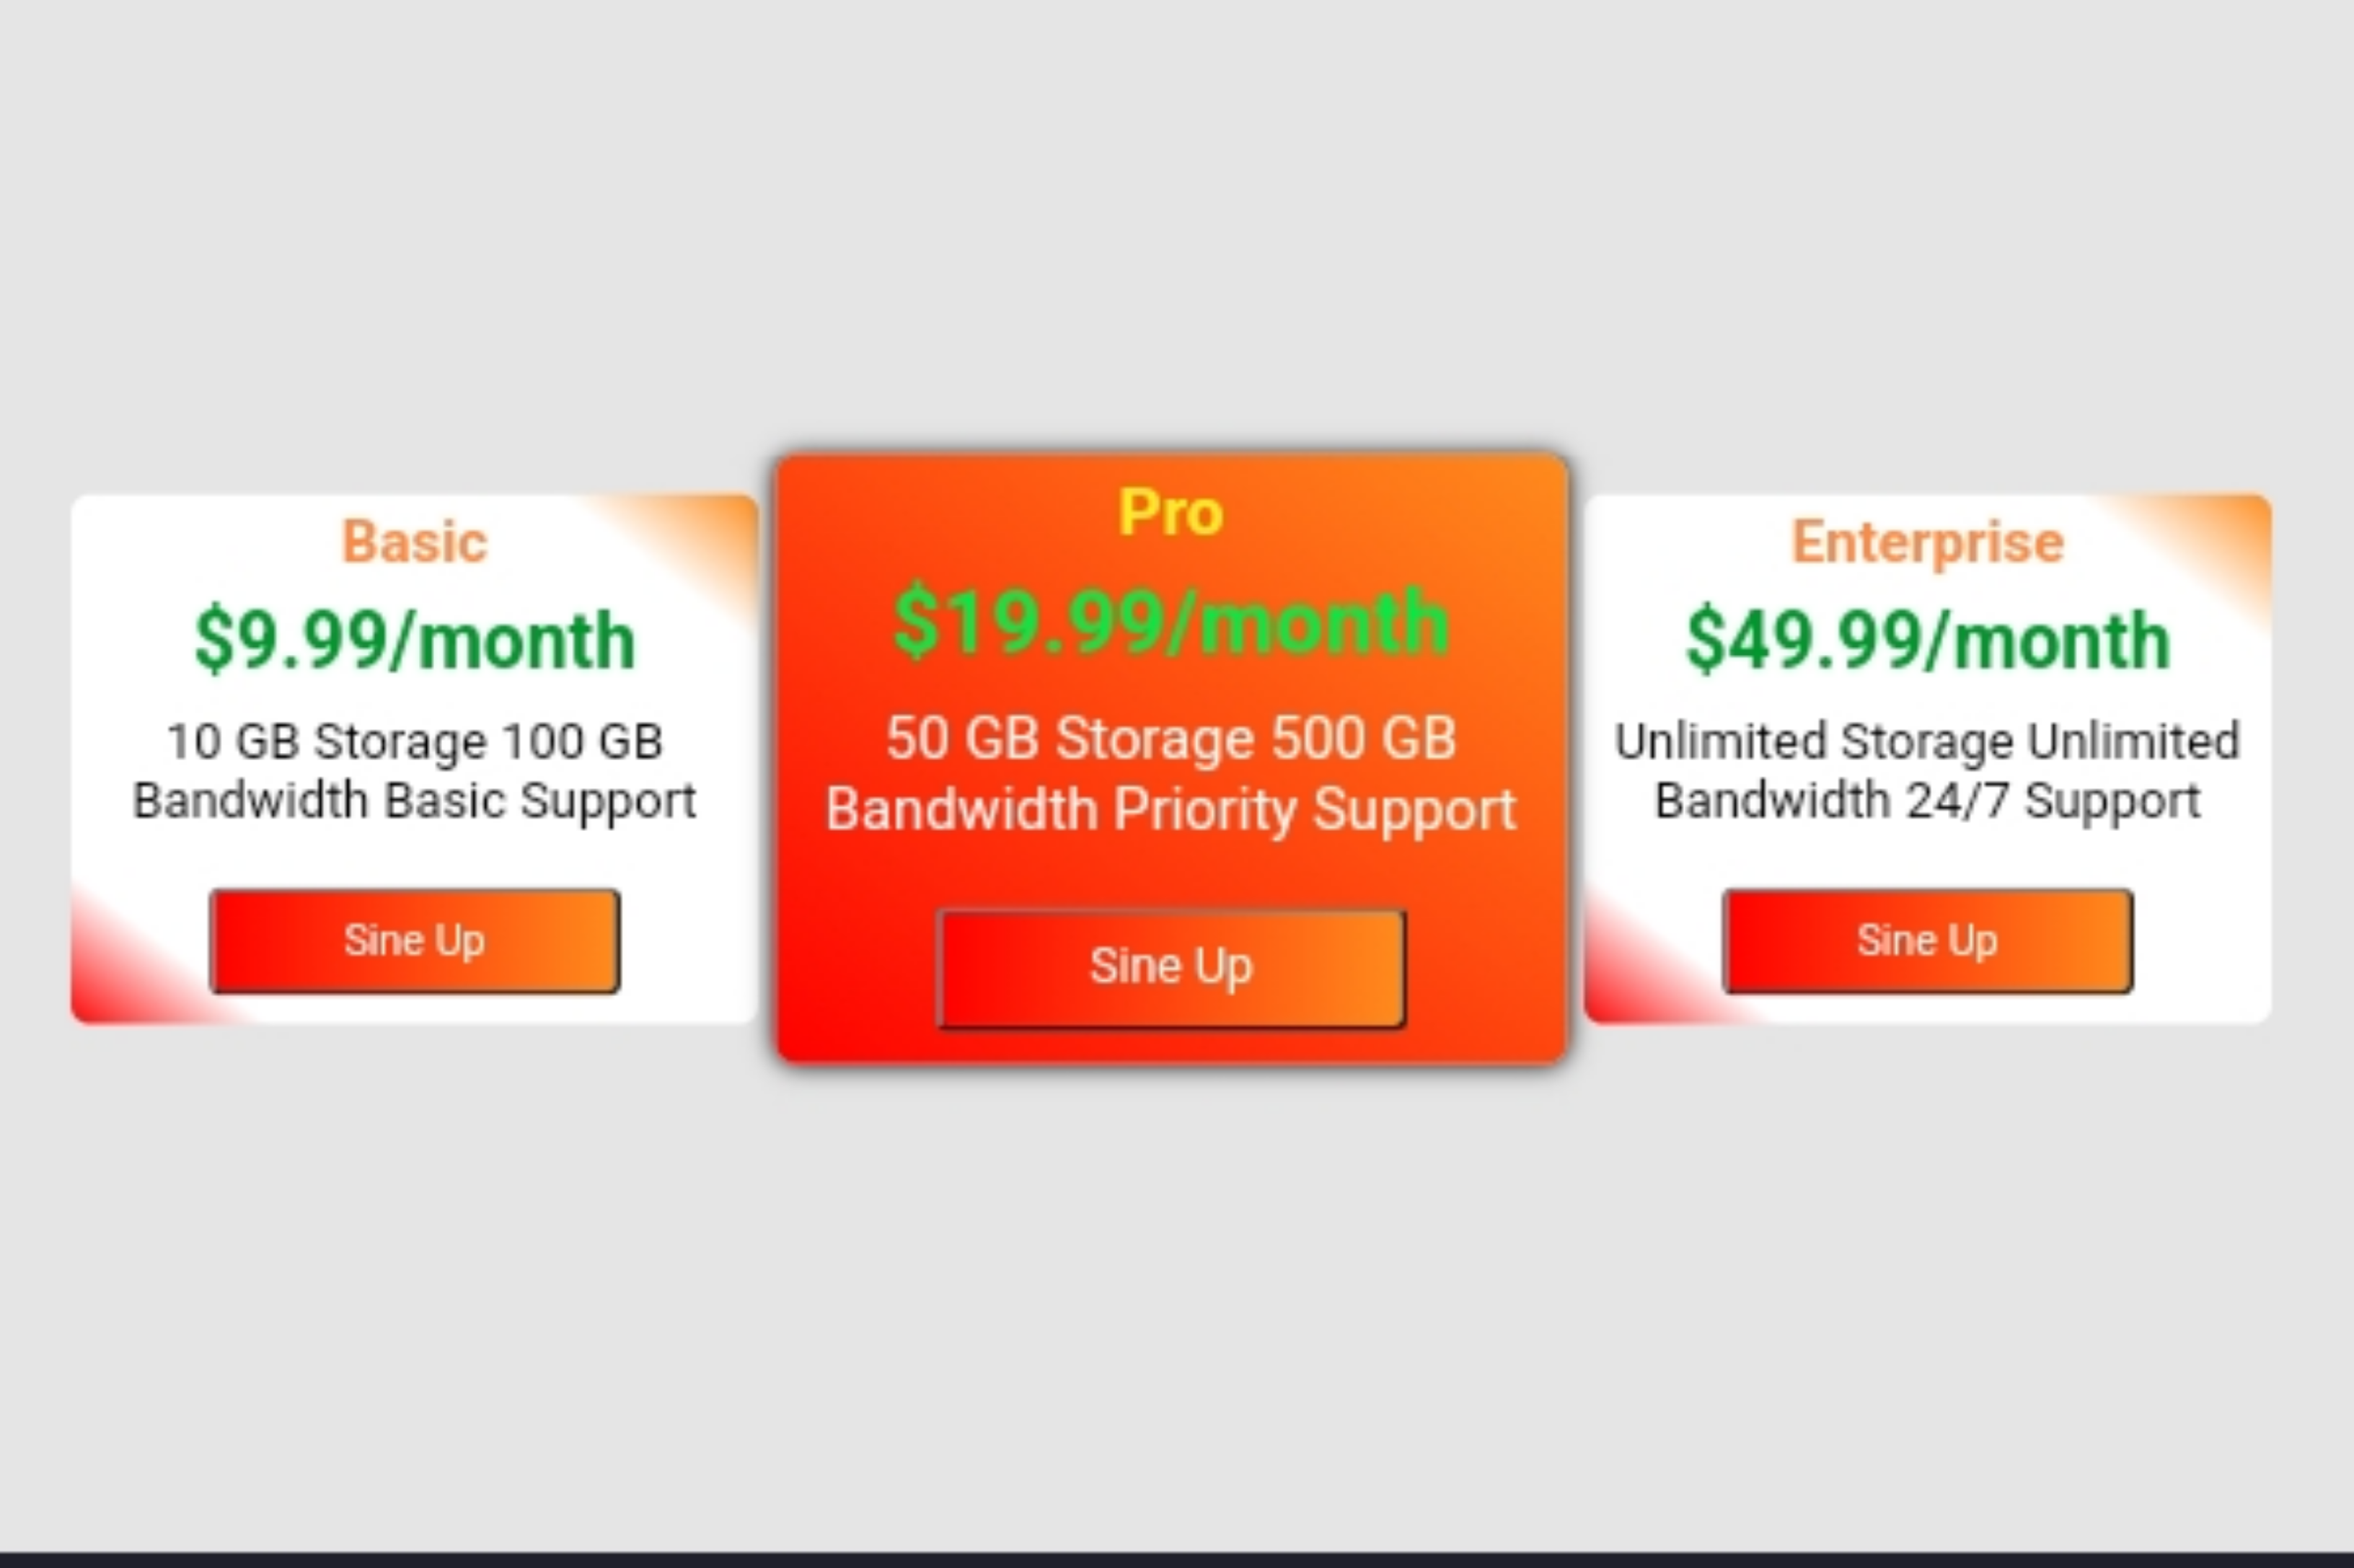 Basic
$9.99/month
10 GB Storage 100 GB
Bandwidth Basic Support
Sine Up
Pro
$19.99/month
50 GB Storage 500 GB
Bandwidth Priority Support
Sine Up
Enterprise
$49.99/month
Unlimited Storage Unlimited
Bandwidth 24/7 Support
Sine Up